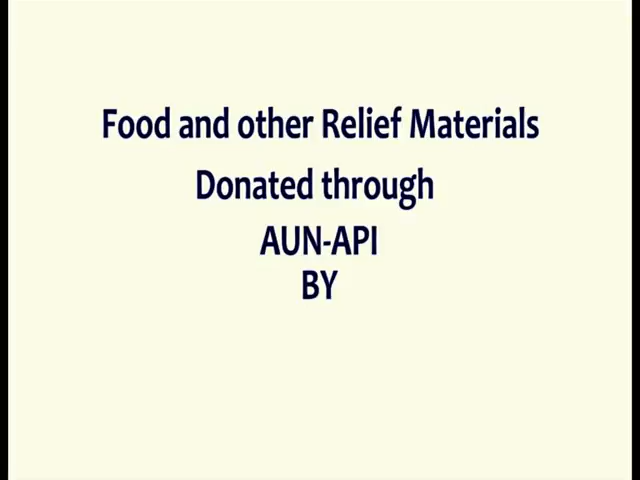 Food and other Relief Materials
Donated through
AUN-API
BY